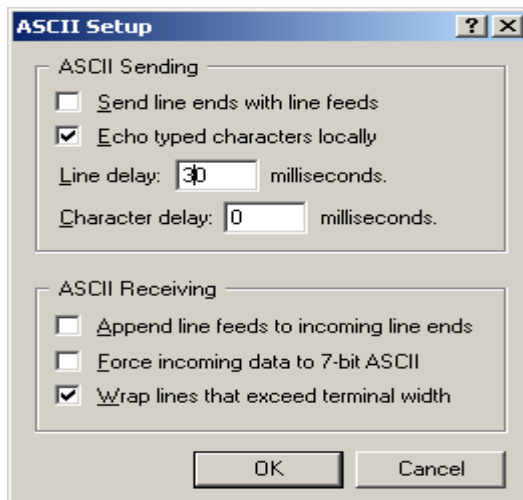 ASCII Setup
ASCII Sending
Send line ends with line feeds
Echo typed characters locally
Line delay: 30 milliseconds.
Character delay: 0 milliseconds.
ASCII Receiving
Append line feeds to incoming line ends
Force incoming data to 7-bit ASCII
Wrap lines that exceed terminal width
OK Cancel